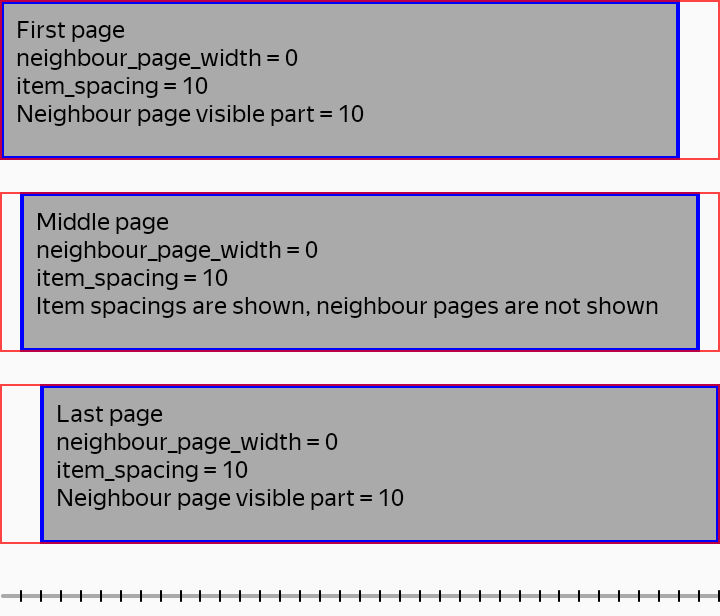 First page
neighbour_page_width = 0
item_spacing = 10
Neighbour page visible part = 10
Middle page
neighbour_page_width = 0
item_spacing = 10
Item spacings are shown, neighbour pages are not shown
Last page
neighbour_page_width = 0
item_spacing = 10
Neighbour page visible part = 10